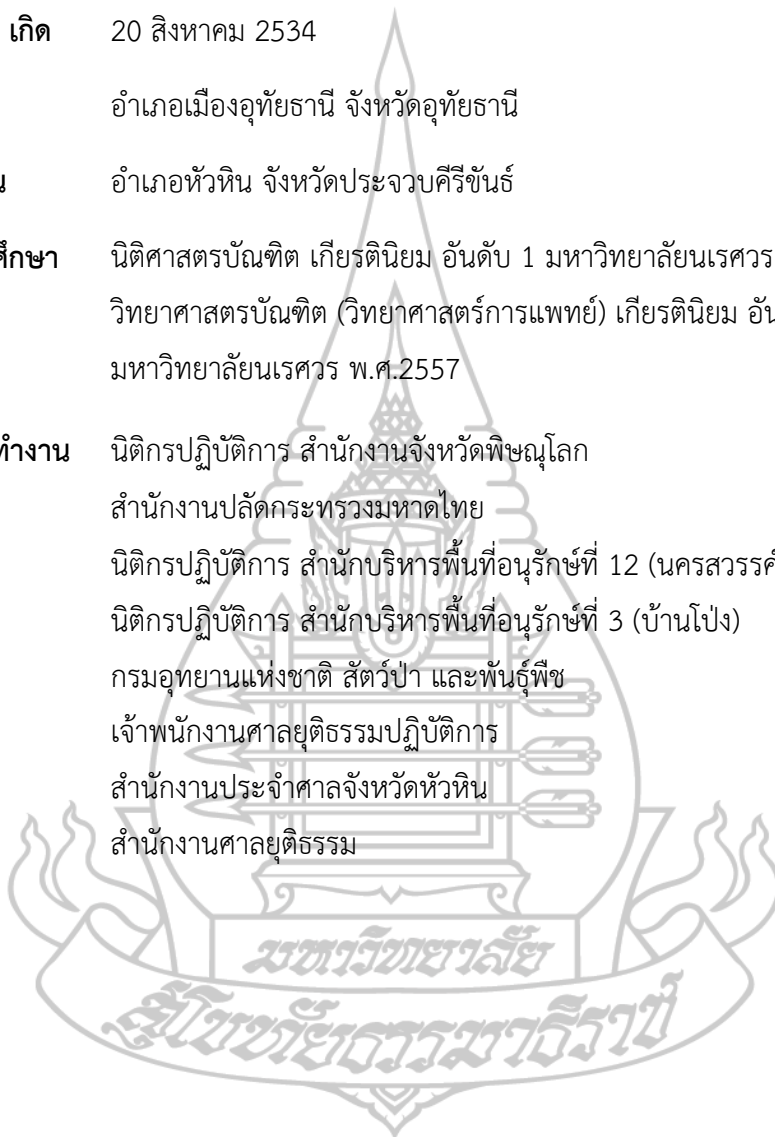 เกิด 20 สิงหาคม 2534
อำเภอเมืองอุทัยธานี จังหวัดอุทัยธานี
อำเภอหัวหิน จังหวัดประจวบคีรีขันธ์
ศึกษา นิติศาสตรบัณฑิต เกียรตินิยม อันดับ 1 มหาวิทยาลัยนเรศวร
วิทยาศาสตรบัณฑิต (วิทยาศาสตร์การแพทย์) เกียรตินิยม
มหาวิทยาลัยนเรศวร พ.ศ.2557
ทำงาน นิติกรปฏิบัติการ สำนักงานจังหวัดพิษณุโลก
สำนักงานปลัดกระทรวงมหาดไทย
นิติกรปฏิบัติการ สำนักบริหารพื้นที่อนุรักษ์ที่ 12 (นครสวรรค์
นิติกรปฏิบัติการ สำนักบริหารพื้นที่อนุรักษ์ที่ 3 (บ้านโป่ง)
กรมอุทยานแห่งชาติ สัตว์ป่า และพันธุ์พืช
เจ้าพนักงานศาลยุติธรรมปฏิบัติการ
สำนักงานประจำศาลจังหวัดหัวหิน
สำนักงานศาลยุติธรรม
มหาวิทยาลัย
สุโขทัยธรรมาธิราช